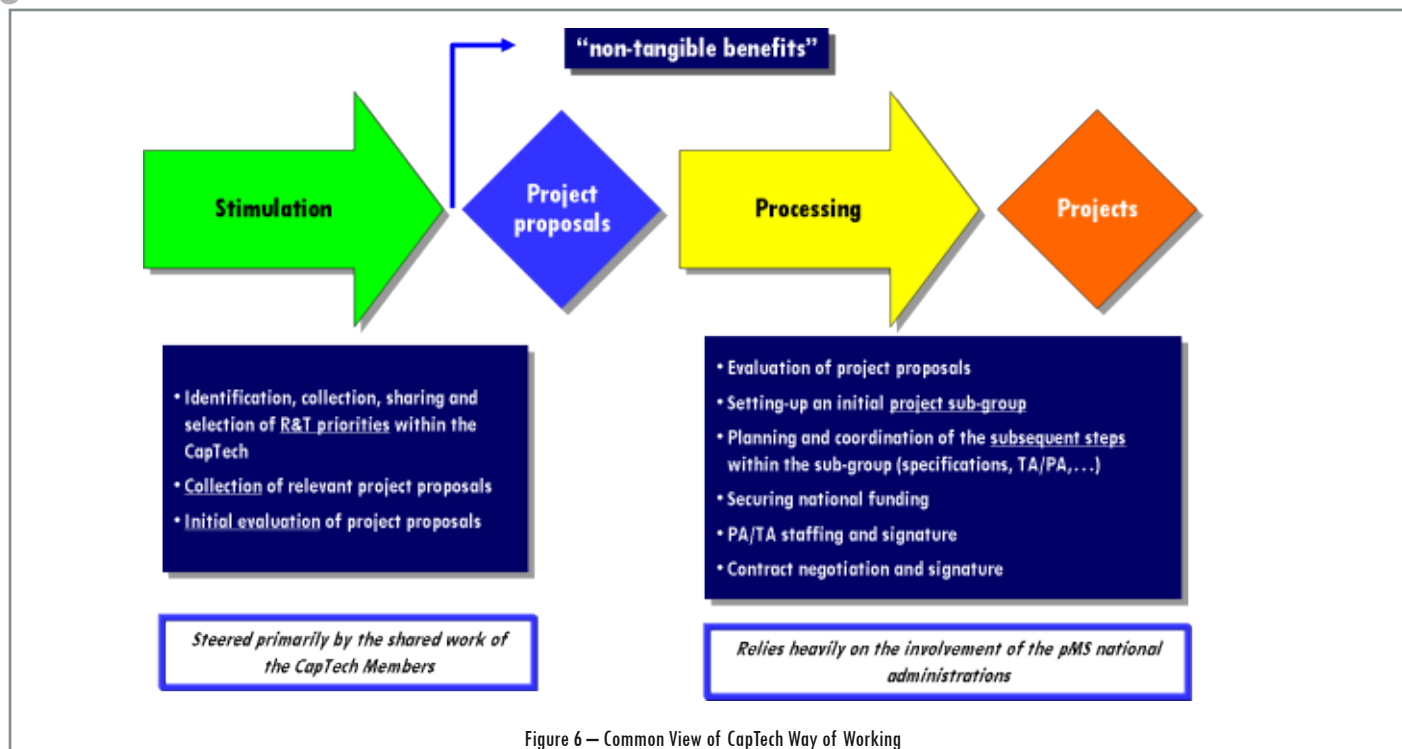 “non-tangible benefits”
Stimulation
Project
proposals
Processing
Projects
• Identification, collection, sharing and
selection of R&T priorities within the
CapTech
• Collection of relevant project proposals
• Initial evaluation of project proposals
• Evaluation of project proposals
• Setting-up an initial project sub-group
• Planning and coordination of the subsequent steps
within the sub-group (specifications, TA/PA,...)
• Securing national funding
• PA/TA staffing and signature
• Contract negotiation and signature
Steered primarily by the shared work of
the CapTech Members
Relies heavily on the involvement of the pMS national
administrations
Figure 6 – Common View of CapTech Way of Working